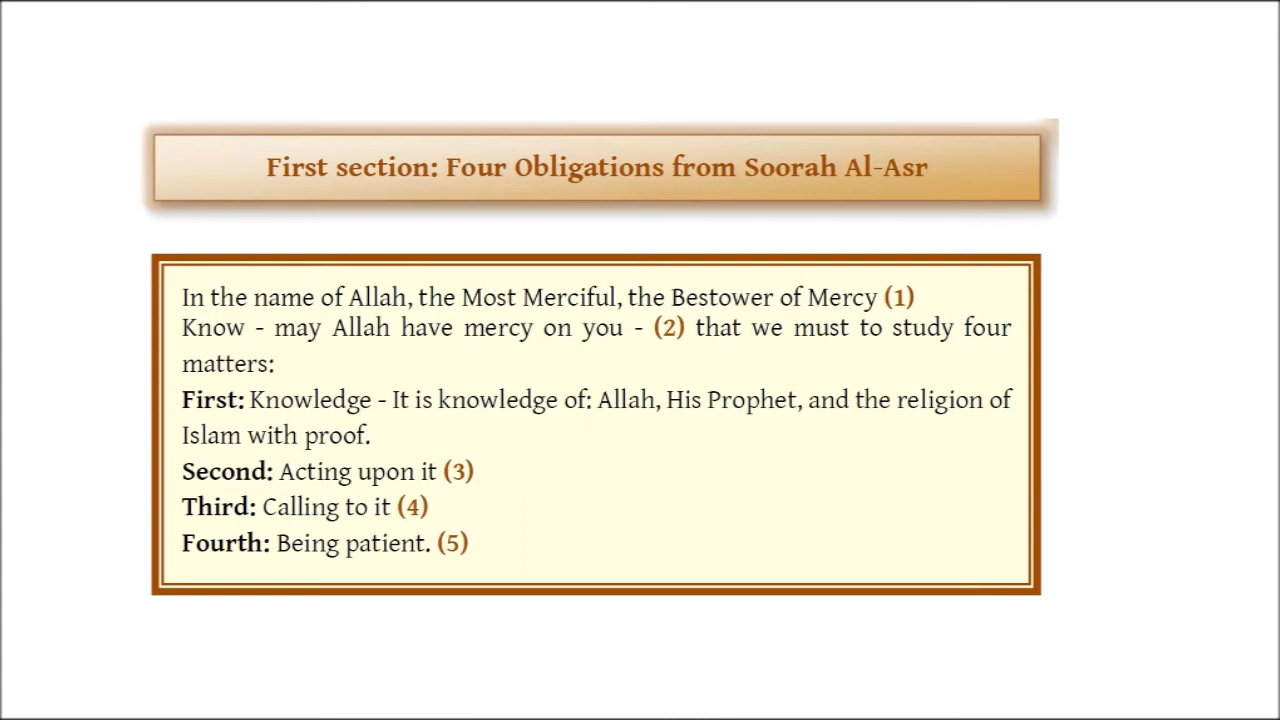 First section: Four Obligations from Soorah Al-Asr
In the name of Allah, the Most Merciful, the Bestower of Mercy (1)
Know - may Allah have mercy on you - (2) that we must to study four
matters:
First: Knowledge - It is knowledge of: Allah, His Prophet, and the religion of
Islam with proof.
Second: Acting upon it (3)
Third: Calling to it (4)
Fourth: Being patient. (5)